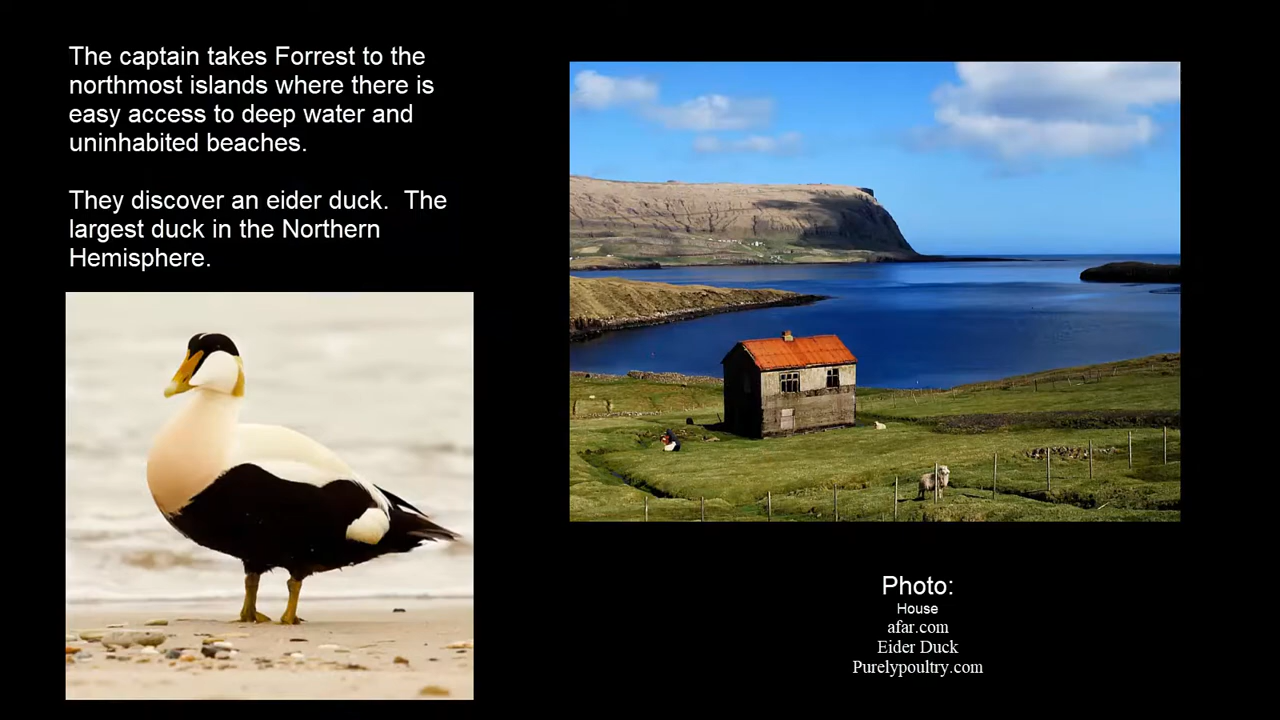 The captain takes Forrest to the
northmost islands where there is
easy access to deep water and
uninhabited beaches.
They discover an eider duck.  The
largest duck in the Northern
Hemisphere.
Photo:
House
afar.com
Eider Duck
Purelypoultry.com